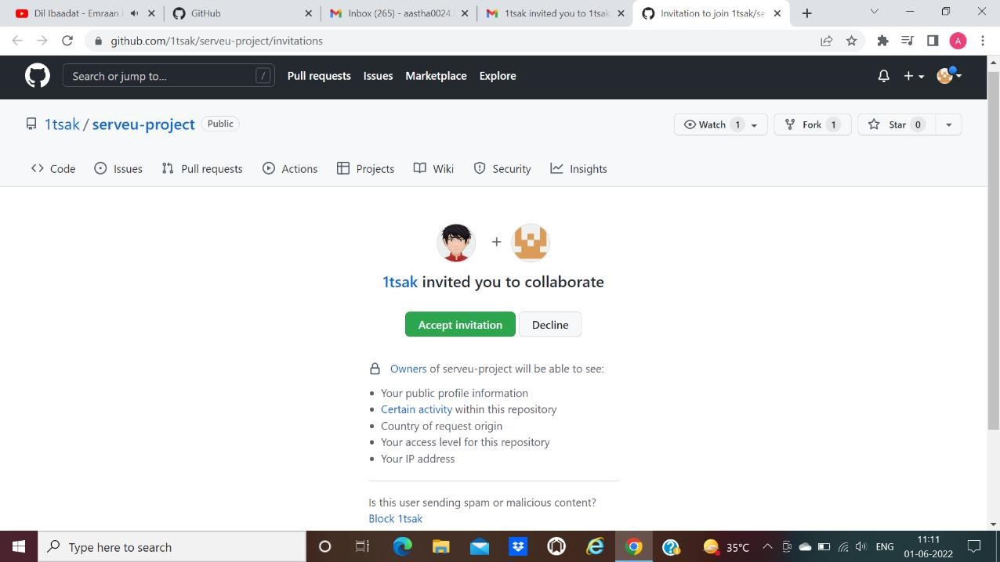 Dil Ibaadat - Emraan
GitHub
Inbox (265) - aastha0024.
1tsak invited you to 1tsak
Invitation to join 1tsak/se
github.com/1tsak/serveu-project/invitations
A
Search or jump to...
/
Pull requests
Issues
Marketplace
Explore
1tsak / serveu-project
Public
Watch 1
Fork 1
Star 0
Code
Issues
Pull requests
Actions
Projects
Wiki
Security
Insights
+
1tsak invited you to collaborate
Accept invitation
Decline
Owners of serveu-project will be able to see:
• Your public profile information
• Certain activity within this repository
• Country of request origin
• Your access level for this repository
• Your IP address
Is this user sending spam or malicious content?
Block 1tsak
Type here to search
35°C
ENG
11:11
01-06-2022